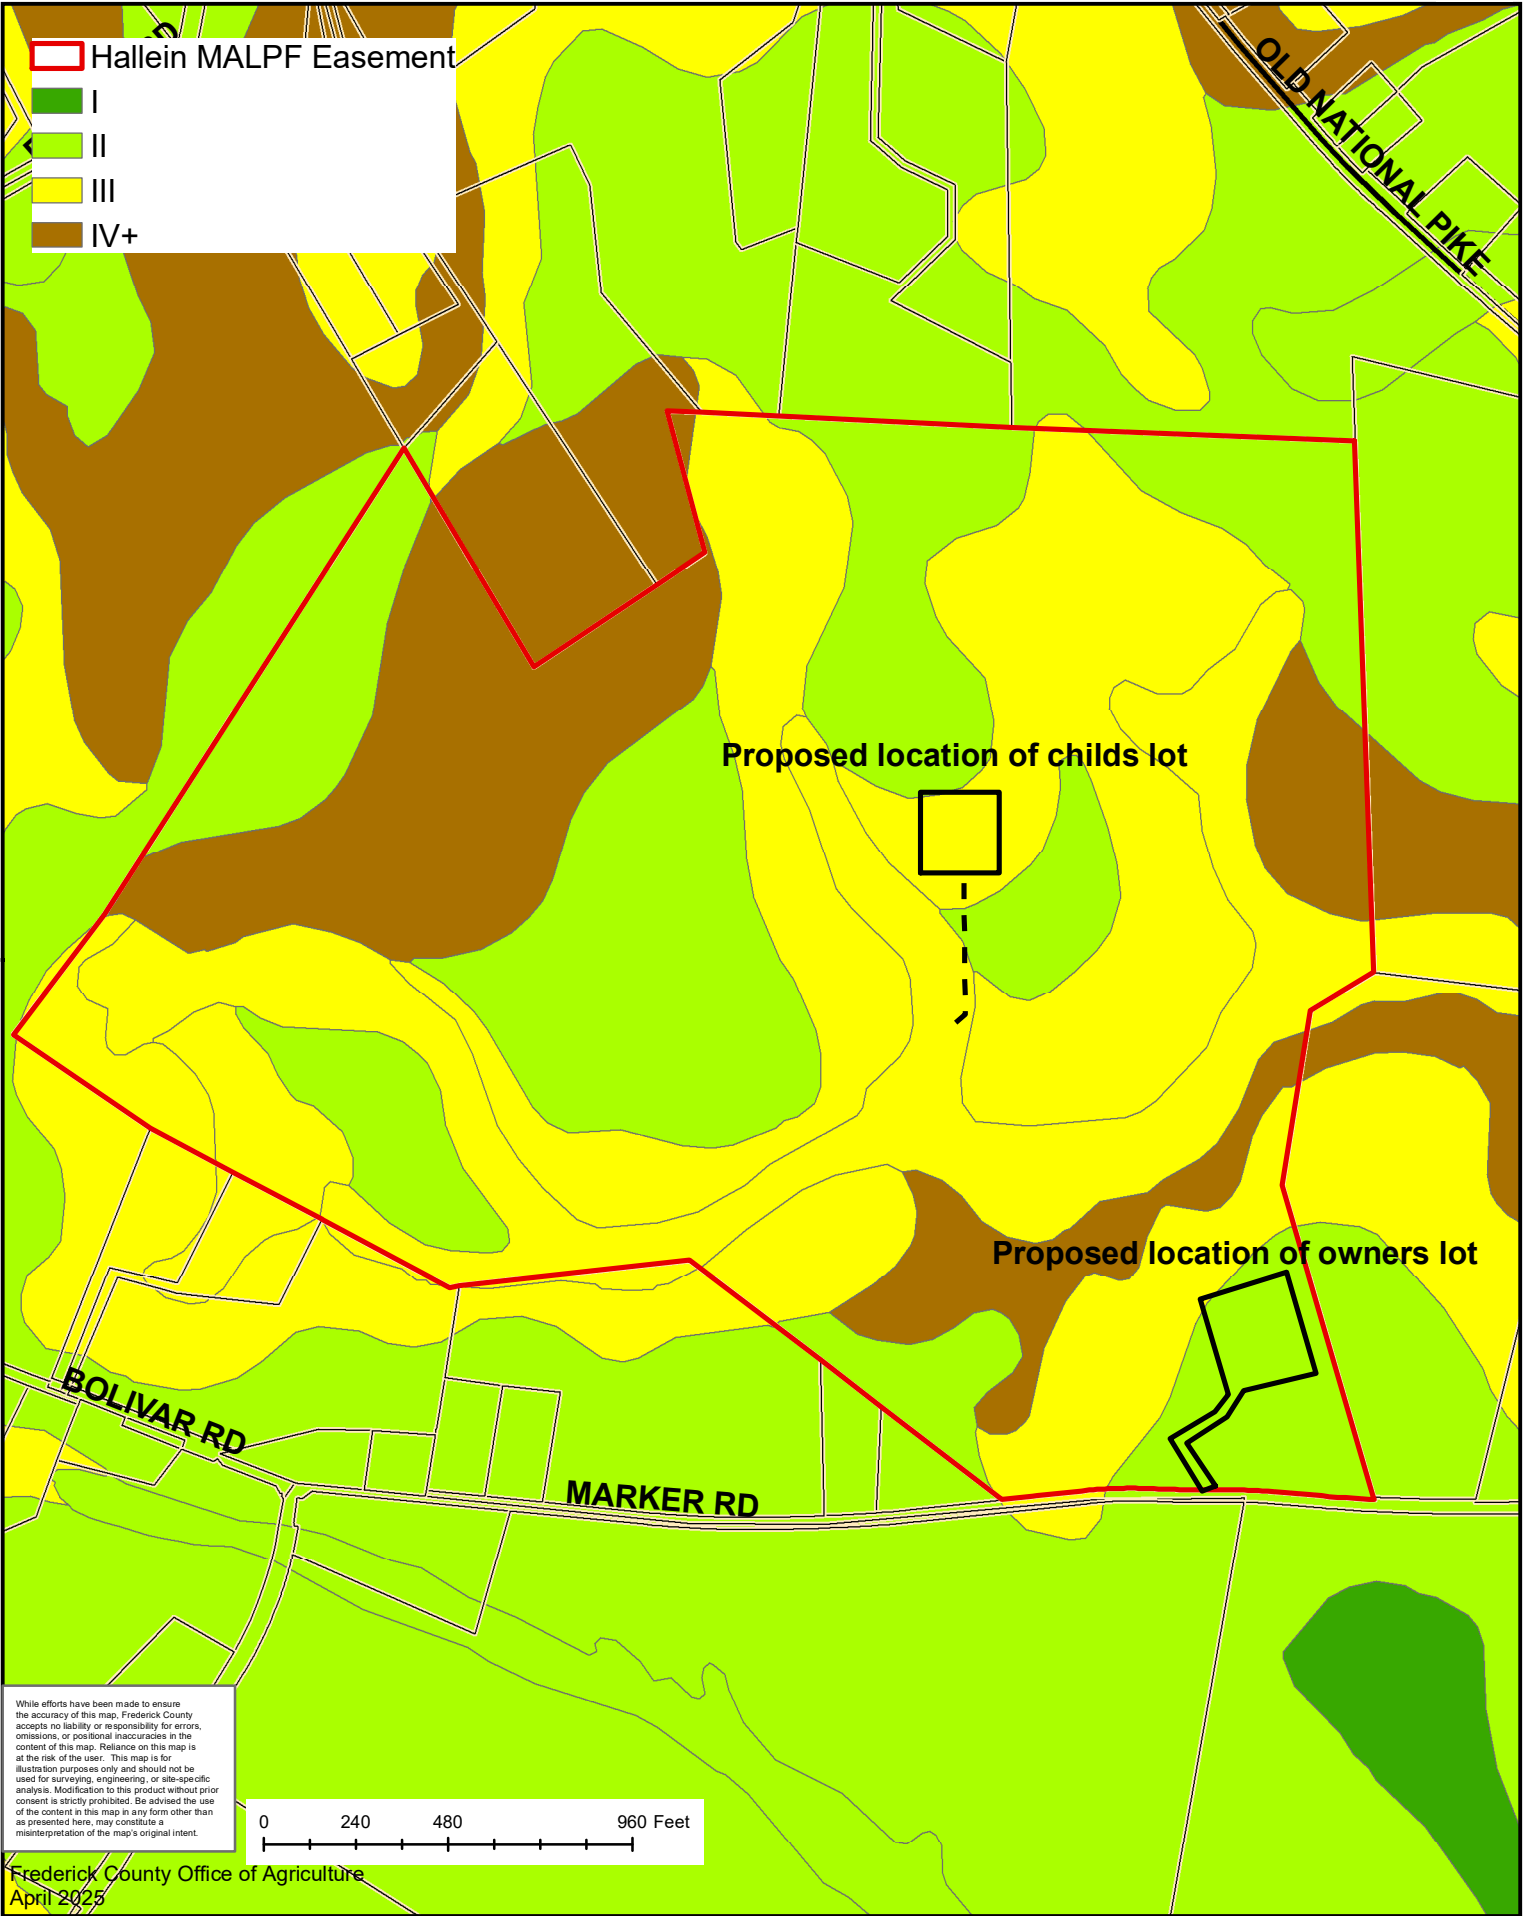 Hallein MALPF Easement
I
II
III
IV+
OLD NATIONAL PIKE
Proposed location of childs lot
Proposed location of owners lot
BOLIVAR RD
MARKER RD
While efforts have been made to ensure
the accuracy of this map, Frederick County
accepts no liability or responsibility for errors,
omissions, or positional inaccuracies in the
content of this map. Reliance on this map is
at the risk of the user. This map is for
illustration purposes only and should not be
used for surveying, engineering, or site-specific
analysis. Modification to this product without prior
consent is strictly prohibited. Be advised the use
of the content in this map in any form other than
as presented here, may constitute a
misinterpretation of the map's original intent.
0 240 480 960 Feet
Frederick County Office of Agriculture
April 2025